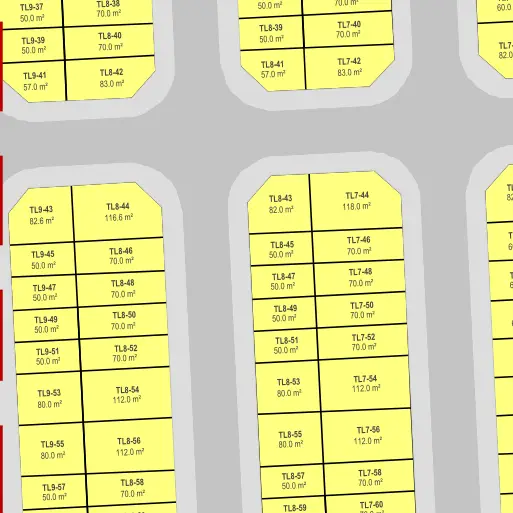 TL9-37
50.0 m²
TL8-38
70.0 m²
TL9-39
50.0 m²
TL8-40
70.0 m²
TL9-41
57.0 m²
TL8-42
83.0 m²
50.0 m²
70.0 m²
TL8-39
50.0 m²
TL7-40
70.0 m²
TL8-41
57.0 m²
TL7-42
83.0 m²
TL9-43
82.6 m²
TL8-44
116.6 m²
TL9-45
50.0 m²
TL8-46
70.0 m²
TL9-47
50.0 m²
TL8-48
70.0 m²
TL9-49
50.0 m²
TL8-50
70.0 m²
TL9-51
50.0 m²
TL8-52
70.0 m²
TL9-53
80.0 m²
TL8-54
112.0 m²
TL9-55
80.0 m²
TL8-56
112.0 m²
TL9-57
50.0 m²
TL8-58
70.0 m²
TL8-43
82.0 m²
TL7-44
118.0 m²
TL8-45
50.0 m²
TL7-46
70.0 m²
TL8-47
50.0 m²
TL7-48
70.0 m²
TL8-49
50.0 m²
TL7-50
70.0 m²
TL8-51
50.0 m²
TL7-52
70.0 m²
TL8-53
80.0 m²
TL7-54
112.0 m²
TL8-55
80.0 m²
TL7-56
112.0 m²
TL8-57
50.0 m²
TL7-58
70.0 m²
TL8-59
TL7-60